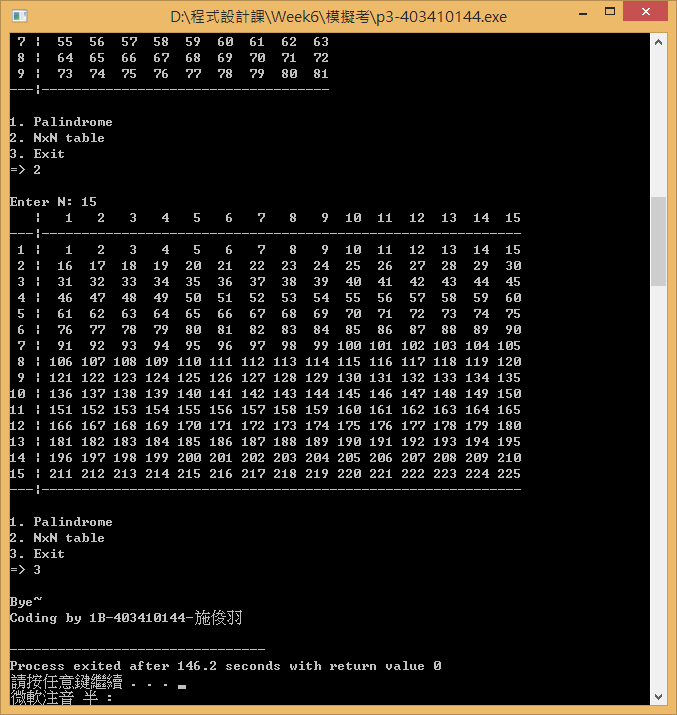 D:\程式設計課\Week6\模擬考\p3-403410144.exe
7 ¦  55  56  57  58  59  60  61  62  63
 8 ¦  64  65  66  67  68  69  70  71  72
 9 ¦  73  74  75  76  77  78  79  80  81
---¦------------------------------------
1. Palindrome
2. NxN table
3. Exit
=> 2
Enter N: 15
   ¦   1   2   3   4   5   6   7   8   9  10  11  12  13  14  15
---¦------------------------------------------------------------
 1 ¦   1   2   3   4   5   6   7   8   9  10  11  12  13  14  15
 2 ¦  16  17  18  19  20  21  22  23  24  25  26  27  28  29  30
 3 ¦  31  32  33  34  35  36  37  38  39  40  41  42  43  44  45
 4 ¦  46  47  48  49  50  51  52  53  54  55  56  57  58  59  60
 5 ¦  61  62  63  64  65  66  67  68  69  70  71  72  73  74  75
 6 ¦  76  77  78  79  80  81  82  83  84  85  86  87  88  89  90
 7 ¦  91  92  93  94  95  96  97  98  99 100 101 102 103 104 105
 8 ¦ 106 107 108 109 110 111 112 113 114 115 116 117 118 119 120
 9 ¦ 121 122 123 124 125 126 127 128 129 130 131 132 133 134 135
10 ¦ 136 137 138 139 140 141 142 143 144 145 146 147 148 149 150
11 ¦ 151 152 153 154 155 156 157 158 159 160 161 162 163 164 165
12 ¦ 166 167 168 169 170 171 172 173 174 175 176 177 178 179 180
13 ¦ 181 182 183 184 185 186 187 188 189 190 191 192 193 194 195
14 ¦ 196 197 198 199 200 201 202 203 204 205 206 207 208 209 210
15 ¦ 211 212 213 214 215 216 217 218 219 220 221 222 223 224 225
---¦------------------------------------------------------------
1. Palindrome
2. NxN table
3. Exit
=> 3
Bye~
Coding by 1B-403410144-施俊羽
--------------------------------
Process exited after 146.2 seconds with return value 0
請按任意鍵繼續 . . . _
微軟注音 半 :